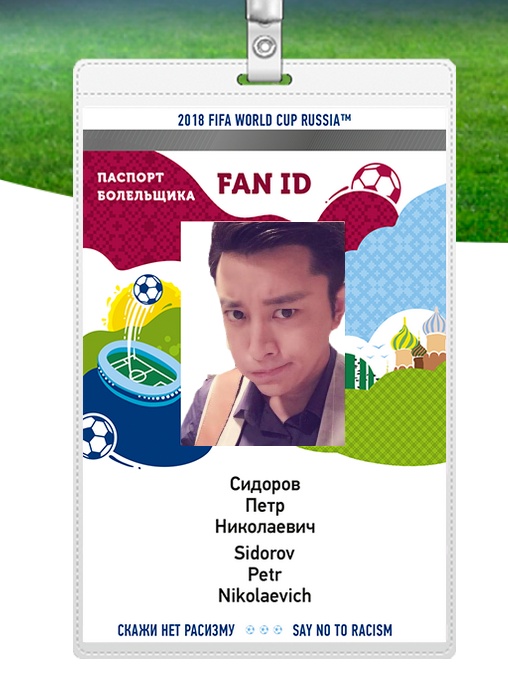 2018 FIFA WORLD CUP RUSSIA™
ПАСПОРТ
БОЛЕЛЬЩИКА
FAN ID
Сидоров
Петр
Николаевич
Sidorov
Petr
Nikolaevich
СКАЖИ НЕТ РАСИЗМУ SAY NO TO RACISM